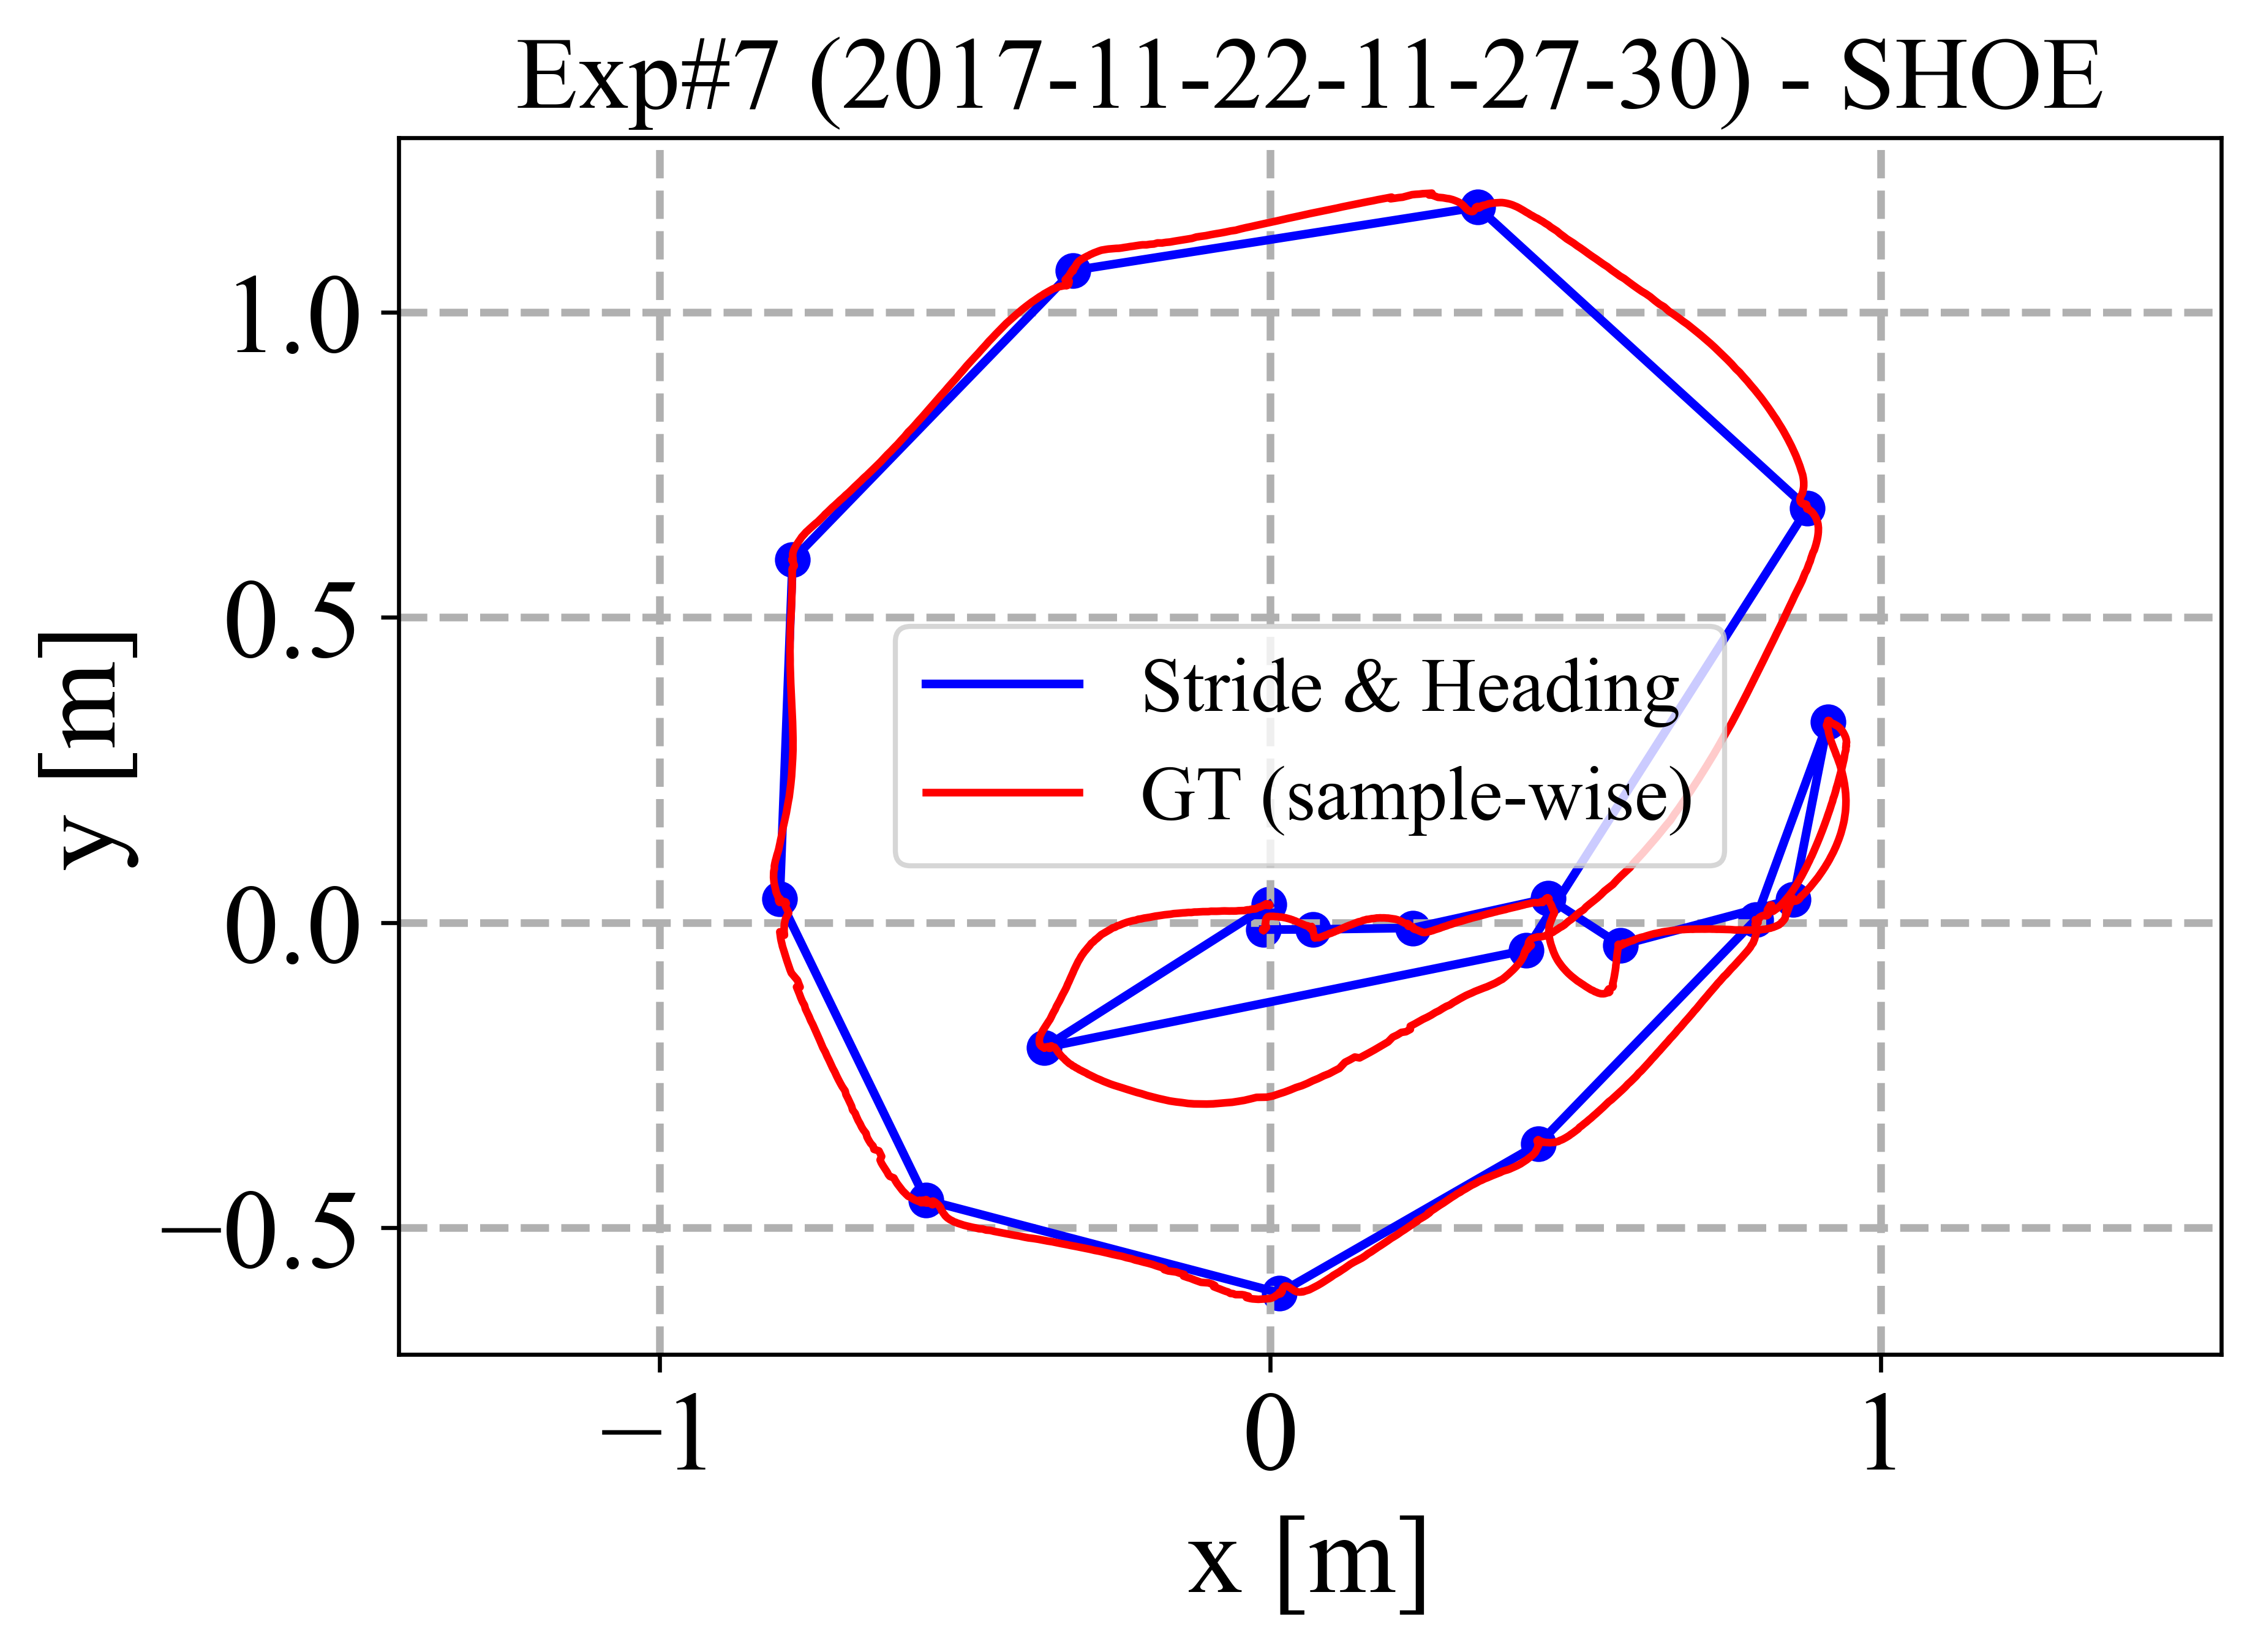 Exp#7 (2017-11-22-11-27-30) - SHOE
y [m]
1.0
0.5
0.0
−0.5
Stride & Heading
GT (sample-wise)
−1 0 1
x [m]